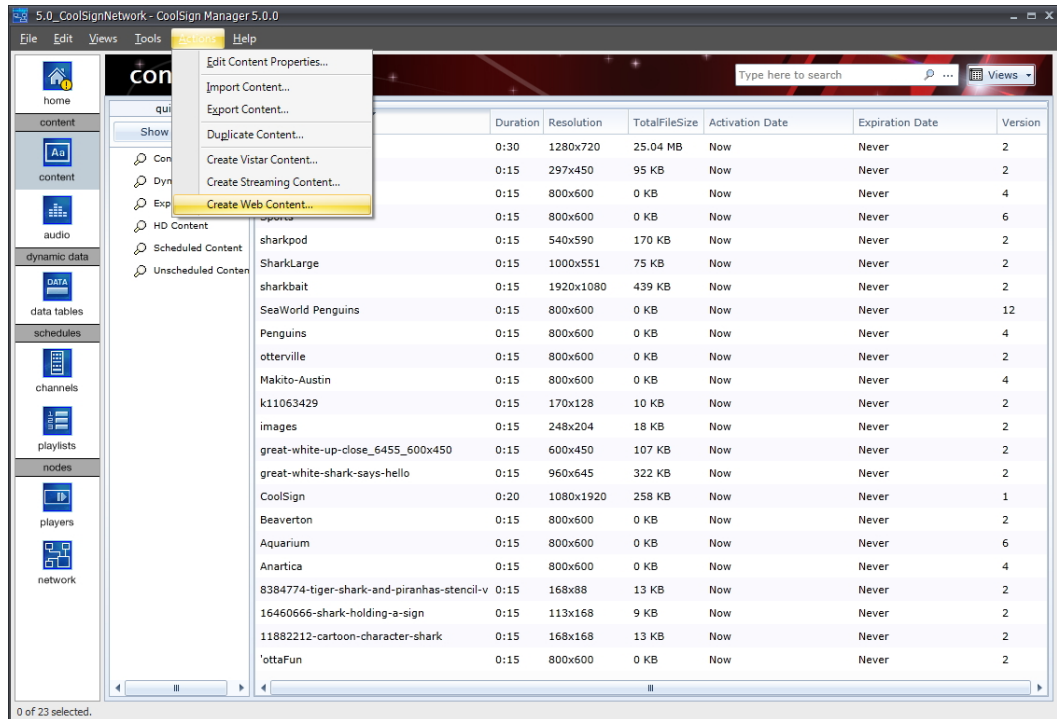 5.0_CoolSignNetwork - CoolSign Manager 5.0.0
File Edit Views Tools Actions Help
Edit Content Properties...
Import Content...
Export Content...
Duplicate Content...
Create Vistar Content...
Create Streaming Content...
Create Web Content...
con
Type here to search ... Views
home
content
content
audio
dynamic data
DATA
data tables
schedules
channels
playlists
nodes
players
network
qui
Show
Con
Dyn
Exp
HD Content
Scheduled Content
Unscheduled Conten
Duration Resolution TotalFileSize Activation Date Expiration Date Version
0:30 1280x720 25.04 MB Now Never 2
0:15 297x450 95 KB Now Never 2
0:15 800x600 0 KB Now Never 4
Sports 0:15 800x600 0 KB Now Never 6
sharkpod 0:15 540x590 170 KB Now Never 2
SharkLarge 0:15 1000x551 75 KB Now Never 2
sharkbait 0:15 1920x1080 439 KB Now Never 2
SeaWorld Penguins 0:15 800x600 0 KB Now Never 12
Penguins 0:15 800x600 0 KB Now Never 4
otterville 0:15 800x600 0 KB Now Never 2
Makito-Austin 0:15 800x600 0 KB Now Never 4
k11063429 0:15 170x128 10 KB Now Never 2
images 0:15 248x204 18 KB Now Never 2
great-white-up-close_6455_600x450 0:15 600x450 107 KB Now Never 2
great-white-shark-says-hello 0:15 960x645 322 KB Now Never 2
CoolSign 0:20 1080x1920 258 KB Now Never 1
Beaverton 0:15 800x600 0 KB Now Never 2
Aquarium 0:15 800x600 0 KB Now Never 6
Anartica 0:15 800x600 0 KB Now Never 4
8384774-tiger-shark-and-piranhas-stencil-v 0:15 168x88 13 KB Now Never 2
16460666-shark-holding-a-sign 0:15 113x168 9 KB Now Never 2
11882212-cartoon-character-shark 0:15 168x168 13 KB Now Never 2
'ottaFun 0:15 800x600 0 KB Now Never 2
0 of 23 selected.